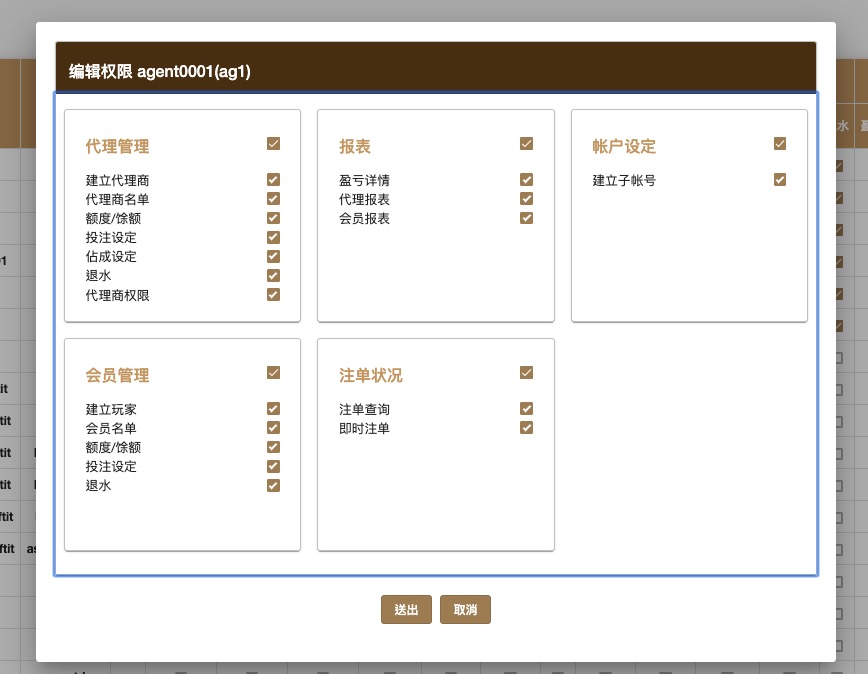 编辑权限 agent0001(ag1)
代理管理
建立代理商
代理商名单
额度/馀额
投注设定
佔成设定
退水
代理商权限
报表
盈亏详情
代理报表
会员报表
帐户设定
建立子帐号
会员管理
建立玩家
会员名单
额度/馀额
投注设定
退水
注单状况
注单查询
即时注单
送出
取消
水